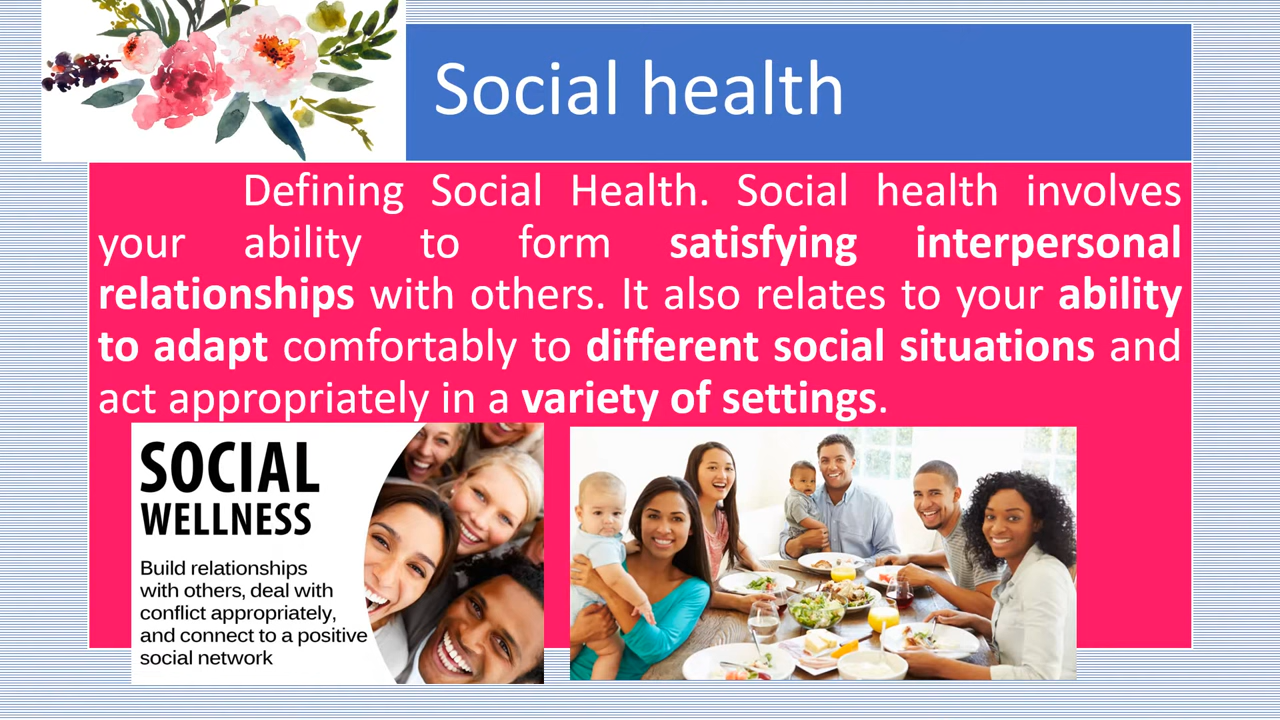 Social health
Defining Social Health. Social health involves
your ability to form satisfying interpersonal
relationships with others. It also relates to your ability
to adapt comfortably to different social situations and
act appropriately in a variety of settings.
SOCIAL
WELLNESS
Build relationships
with others, deal with
conflict appropriately,
and connect to a positive
social network